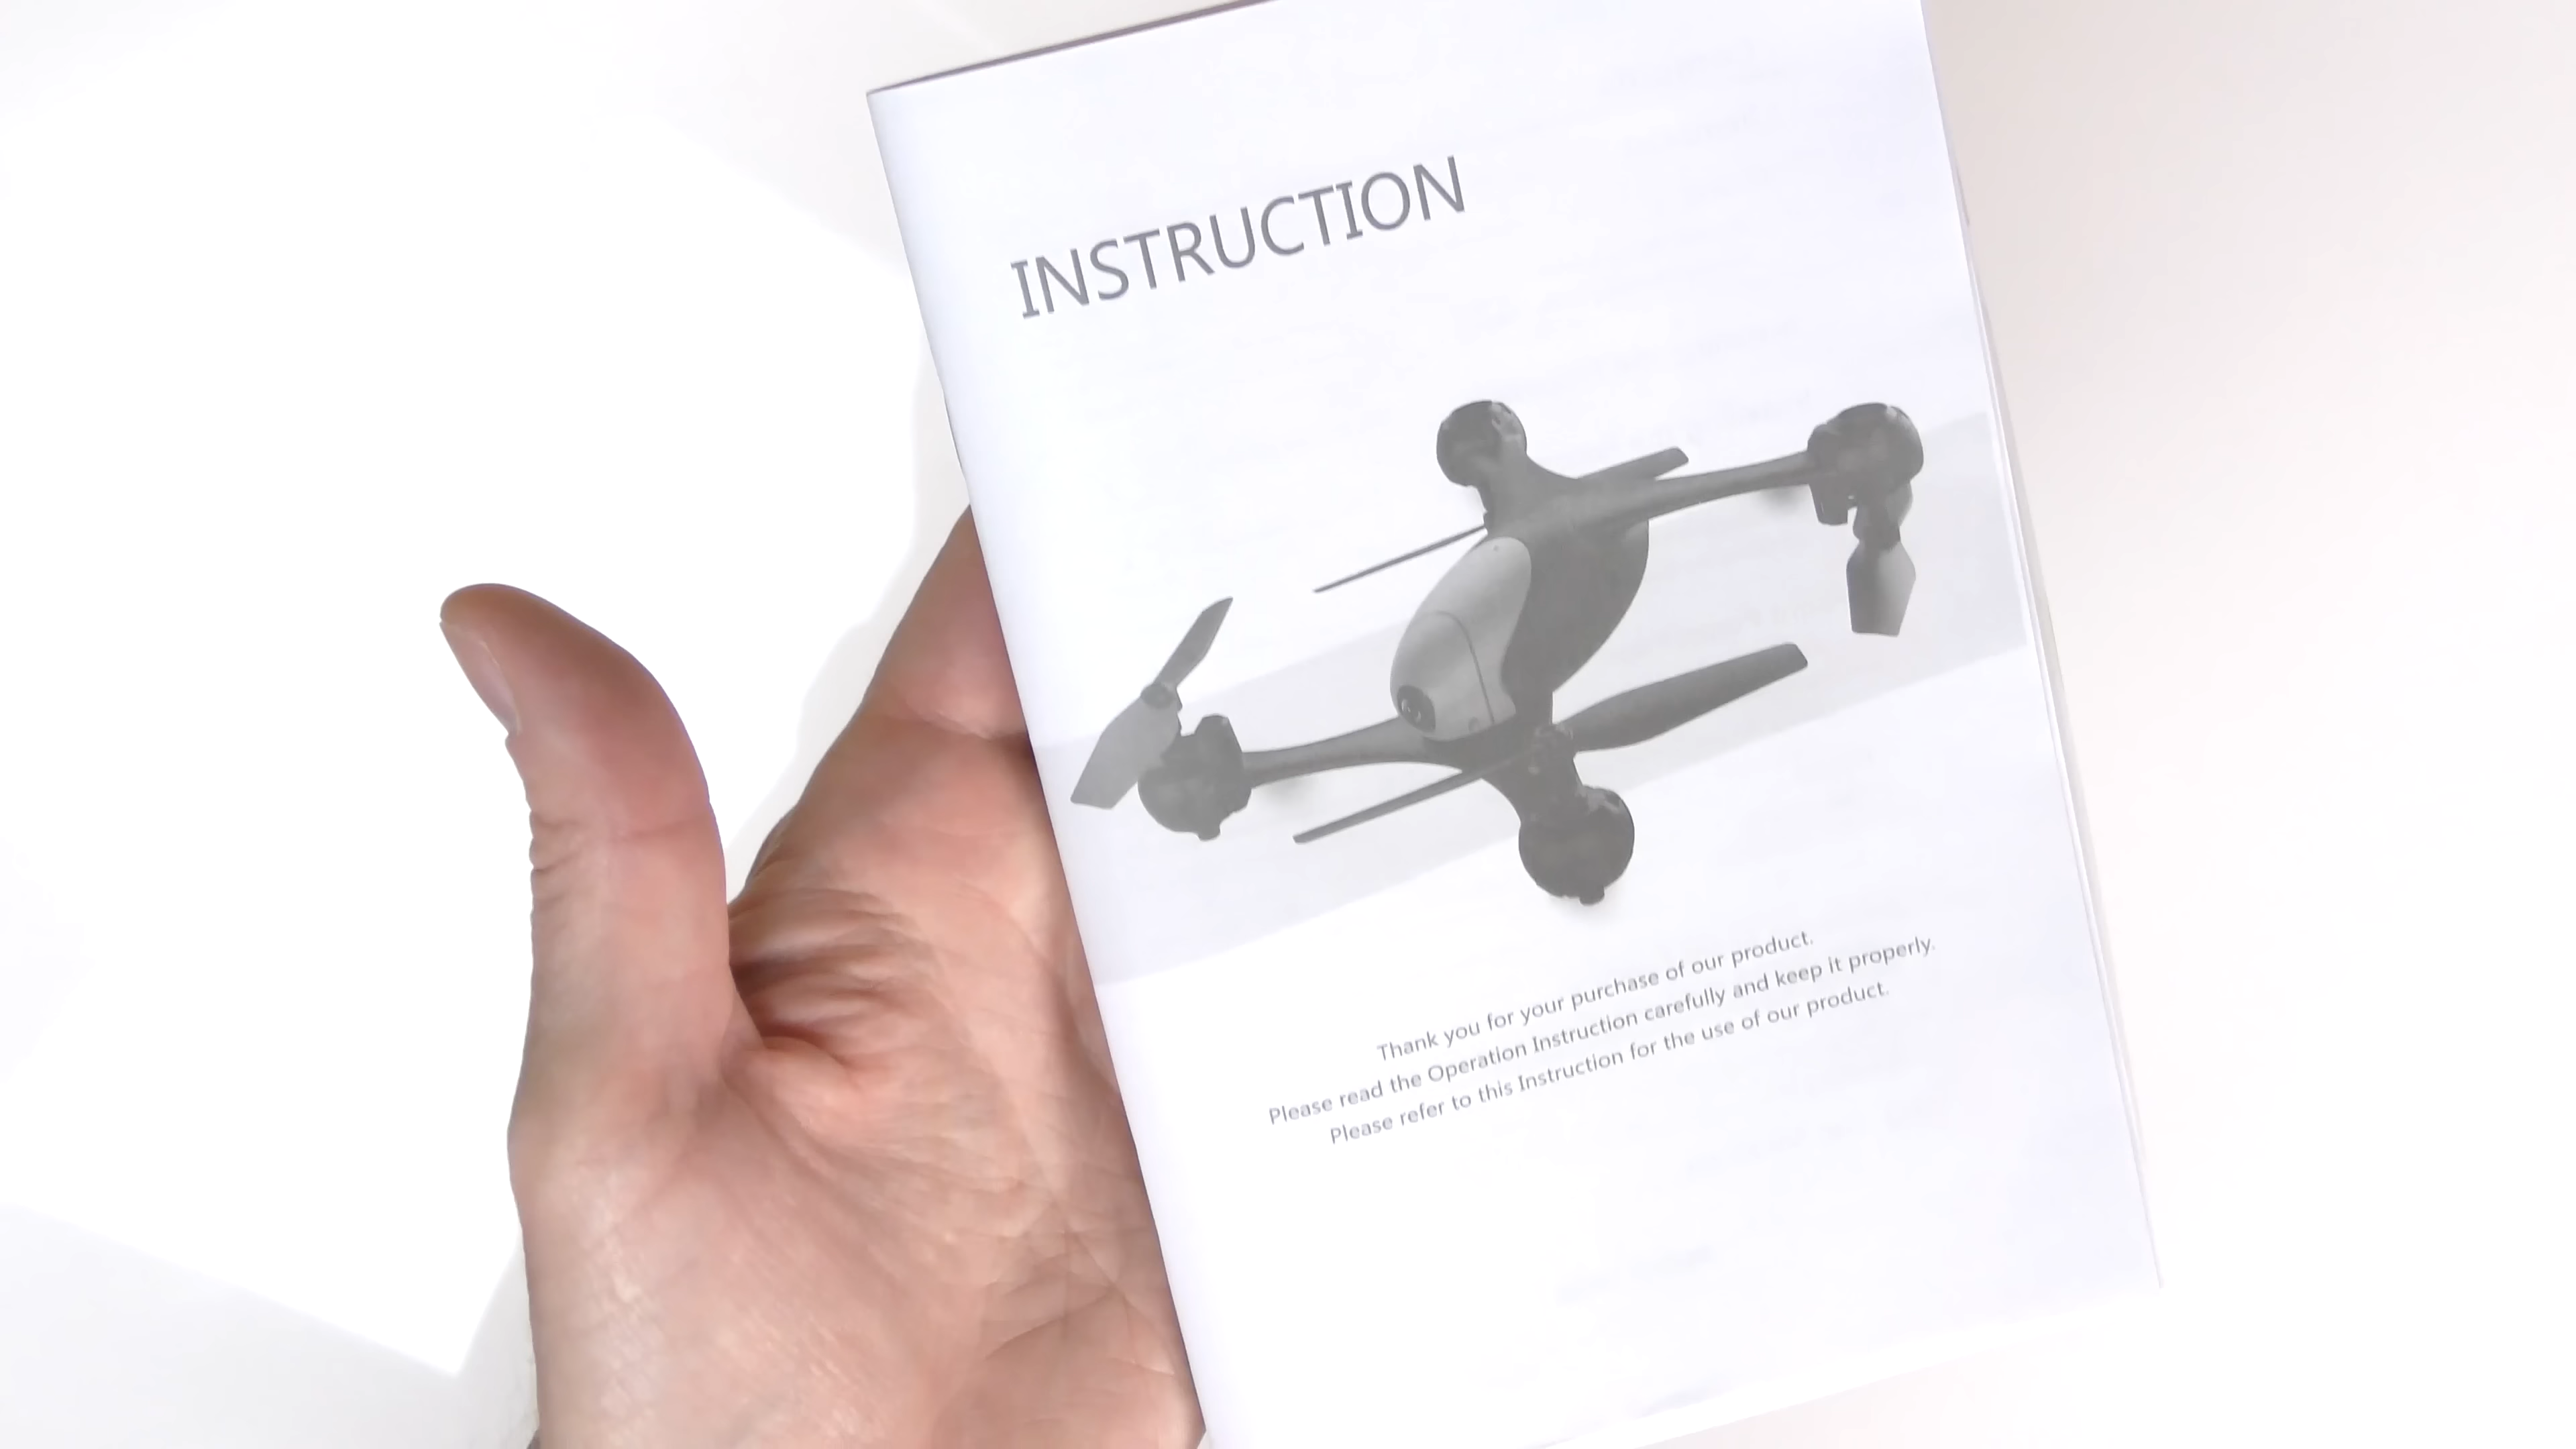 INSTRUCTION
Thank you for your purchase of our product.
Please read the Operation Instruction carefully and keep it properly.
Please refer to this Instruction for the use of our product.